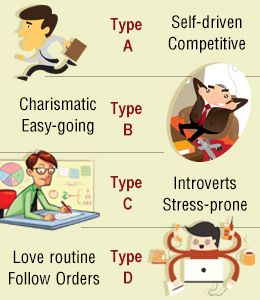 Type
A
Self-driven
Competitive
Charismatic
Easy-going
Type
B
Type
C
Introverts
Stress-prone
Love routine
Follow Orders
Type
D